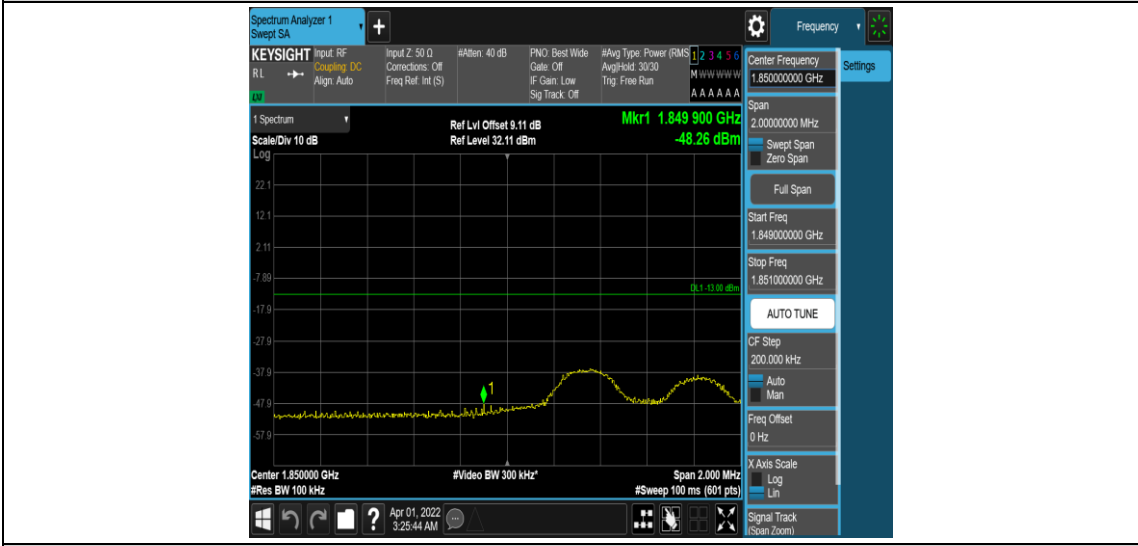 Spectrum Analyzer 1
Swept SA
+
Frequency
KEYSIGHT
RL
Input: RF
Coupling: DC
Align: Auto
Input Z: 50 Ω
Corrections: Off
Freq Ref: Int (S)
#Atten: 40 dB
PNO: Best Wide
Gate: Off
IF Gain: Low
Sig Track: Off
#Avg Type: Power (RMS
Avg|Hold: 30/30
Trig: Free Run
1 2 3 4 5 6
M W W W W W
A A A A A A
1 Spectrum
Scale/Div 10 dB
Log
Ref Lvl Offset 9.11 dB
Ref Level 32.11 dBm
Mkr1 1.849 900 GHz
-48.26 dBm
22.1
12.1
2.11
-7.89
DL1 -13.00 dBm
-17.9
-27.9
-37.9
1
-47.9
-57.9
Center 1.850000 GHz
#Res BW 100 kHz
#Video BW 300 kHz*
Span 2.000 MHz
#Sweep 100 ms (601 pts)
?
Apr 01, 2022
3:25:44 AM
Center Frequency
1.850000000 GHz
Settings
Span
2.00000000 MHz
Swept Span
Zero Span
Full Span
Start Freq
1.849000000 GHz
Stop Freq
1.851000000 GHz
AUTO TUNE
CF Step
200.000 kHz
Auto
Man
Freq Offset
0 Hz
X Axis Scale
Log
Lin
Signal Track
(Span Zoom)